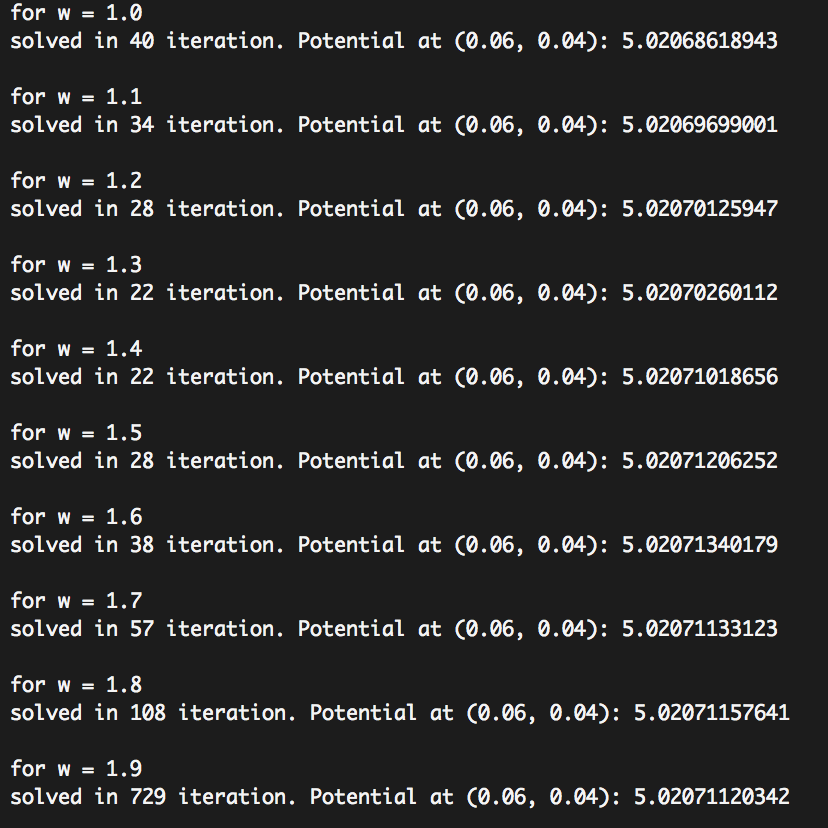 for w = 1.0
solved in 40 iteration. Potential at (0.06, 0.04): 5.02068618943
for w = 1.1
solved in 34 iteration. Potential at (0.06, 0.04): 5.02069699001
for w = 1.2
solved in 28 iteration. Potential at (0.06, 0.04): 5.02070125947
for w = 1.3
solved in 22 iteration. Potential at (0.06, 0.04): 5.02070260112
for w = 1.4
solved in 22 iteration. Potential at (0.06, 0.04): 5.02071018656
for w = 1.5
solved in 28 iteration. Potential at (0.06, 0.04): 5.02071206252
for w = 1.6
solved in 38 iteration. Potential at (0.06, 0.04): 5.02071340179
for w = 1.7
solved in 57 iteration. Potential at (0.06, 0.04): 5.02071133123
for w = 1.8
solved in 108 iteration. Potential at (0.06, 0.04): 5.02071157641
for w = 1.9
solved in 729 iteration. Potential at (0.06, 0.04): 5.02071120342